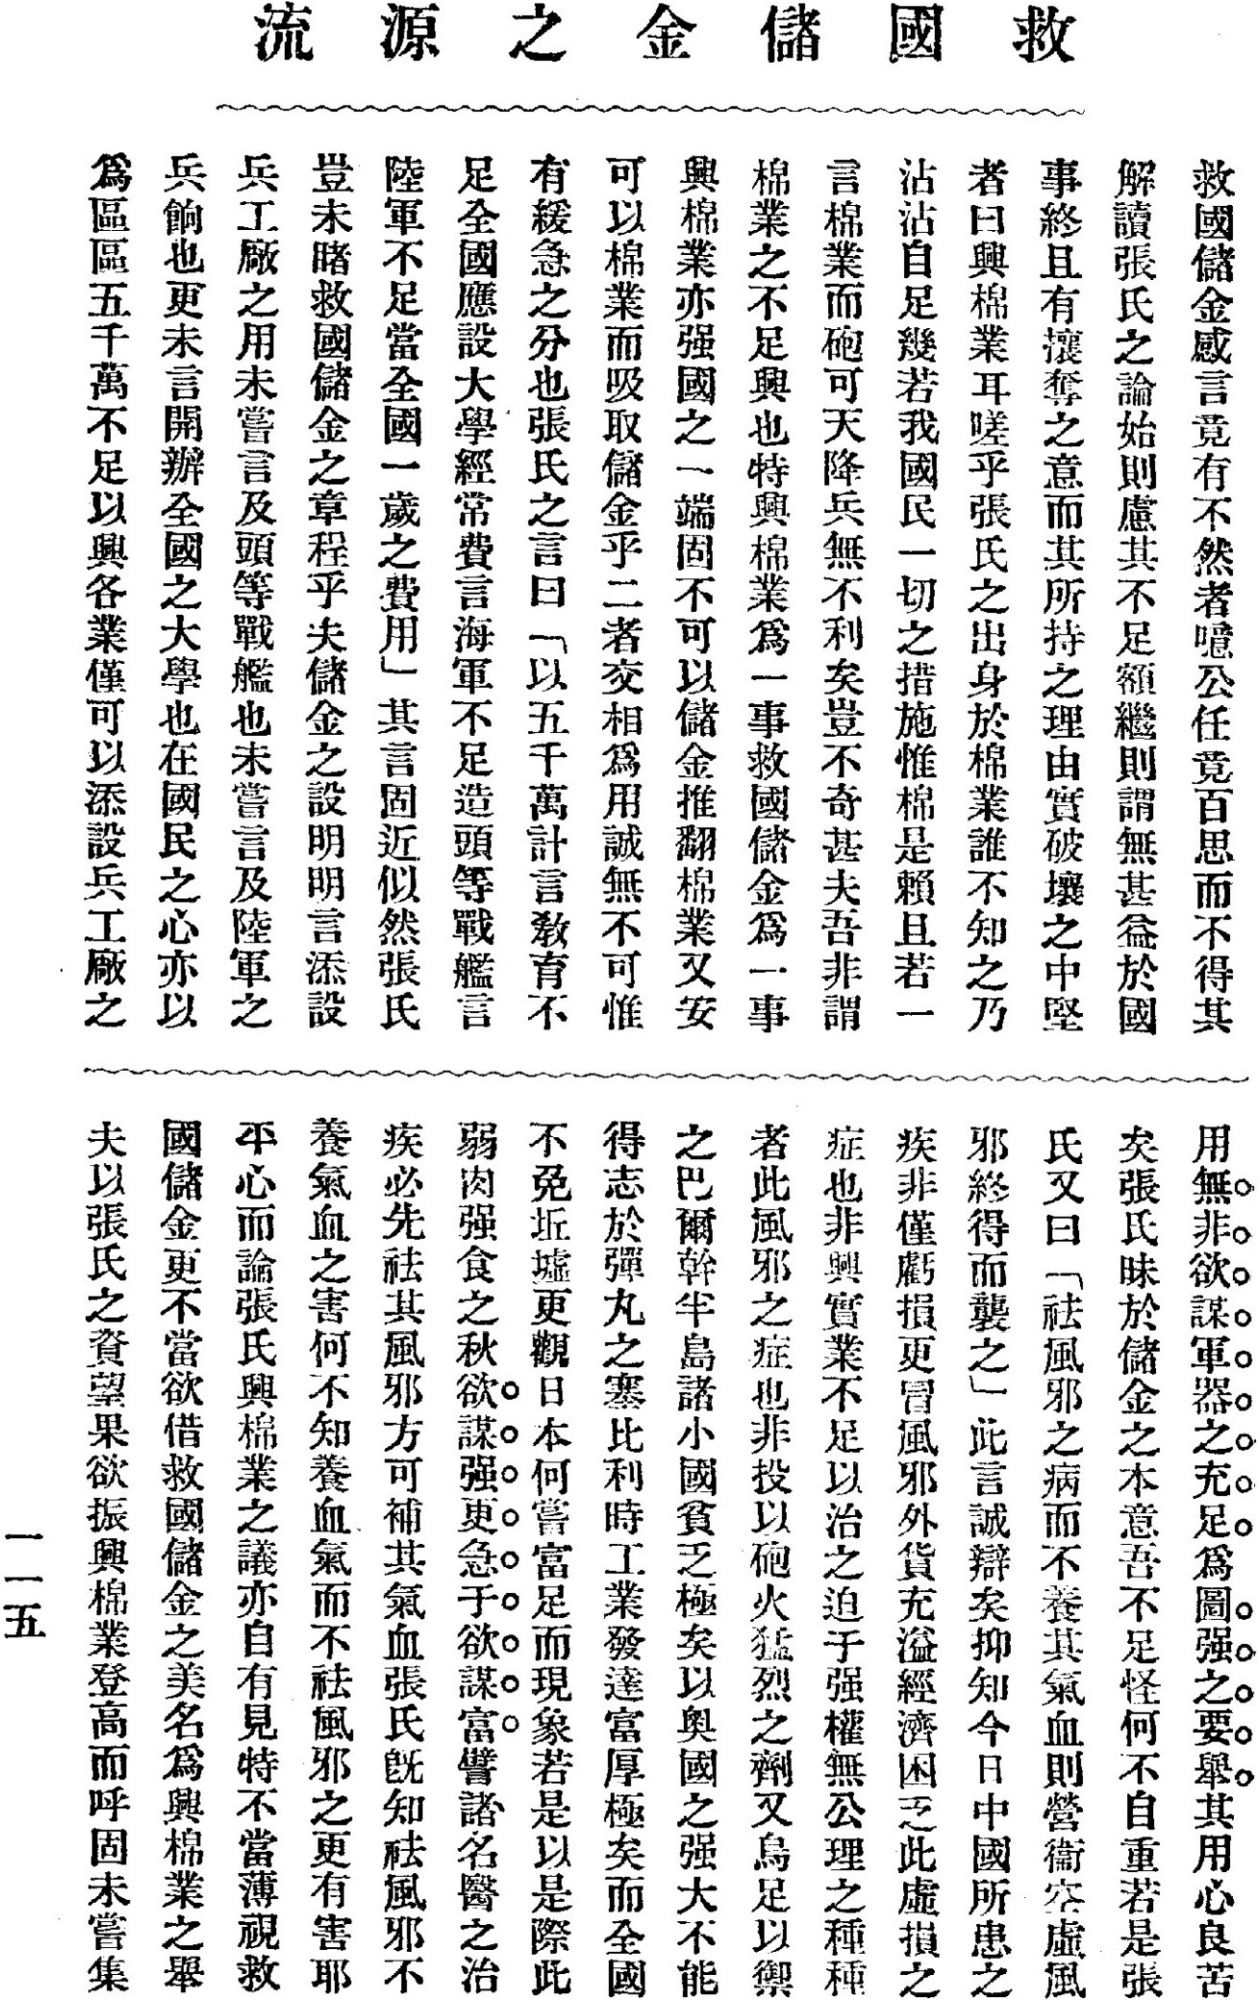 救國儲金之源流
救國儲金感言竟有不然者噫公任竟百思而不得其
解讀張氏之論始則慮其不足額繼則謂無甚益於國
事終且有攘奪之意而其所持之理由實破壞之中堅
者曰興棉業耳嗟乎張氏之出身於棉業誰不知之乃
沾沾自足幾若我國民一切之措施惟棉是賴且若一
言棉業而砲可天降兵無不利矣豈不奇甚夫吾非謂
棉業之不足興也特興棉業爲一事救國儲金爲一事
興棉業亦强國之一端固不可以儲金推翻棉業又安
可以棉業而吸取儲金乎二者交相爲用誠無不可惟
有緩急之分也張氏之言曰「以五千萬計言教育不
足全國應設大學經常費言海軍不足造頭等戰艦言
陸軍不足當全國一歲之費用」其言固近似然張氏
豈未睹救國儲金之章程乎夫儲金之設明明言添設
兵工廠之用未嘗言及頭等戰艦也未嘗言及陸軍之
兵餉也更未言開辦全國之大學也在國民之心亦以
爲區區五千萬不足以興各業僅可以添設兵工廠之
用無非欲謀軍器之充足爲圖强之要舉其用心良苦
矣張氏昧於儲金之本意吾不足怪何不自重若是張
氏又曰「祛風邪之病而不養其氣血則營衞空虛風
邪終得而襲之」此言誠辯矣抑知今日中國所患之
疾非僅虧損更冒風邪外貨充溢經濟困乏此虛損之
症也非興實業不足以治之迫于强權無公理之種種
者此風邪之症也非投以砲火猛烈之劑又烏足以禦
之巴爾幹半島諸小國貧乏極矣以奥國之强大不能
得志於彈丸之塞比利時工業發達富厚極矣而全國
不免坵墟更觀日本何嘗富足而現象若是以是際此
弱肉强食之秋欲謀强更急于欲謀富譬諸名醫之治
疾必先祛其風邪方可補其氣血張氏旣知祛風邪不
養氣血之害何不知養血氣而不祛風邪之更有害耶
平心而論張氏興棉業之議亦自有見特不當薄視救
國儲金更不當欲借救國儲金之美名爲興棉業之舉
夫以張氏之資望果欲振興棉業登高而呼固未嘗集
一一五